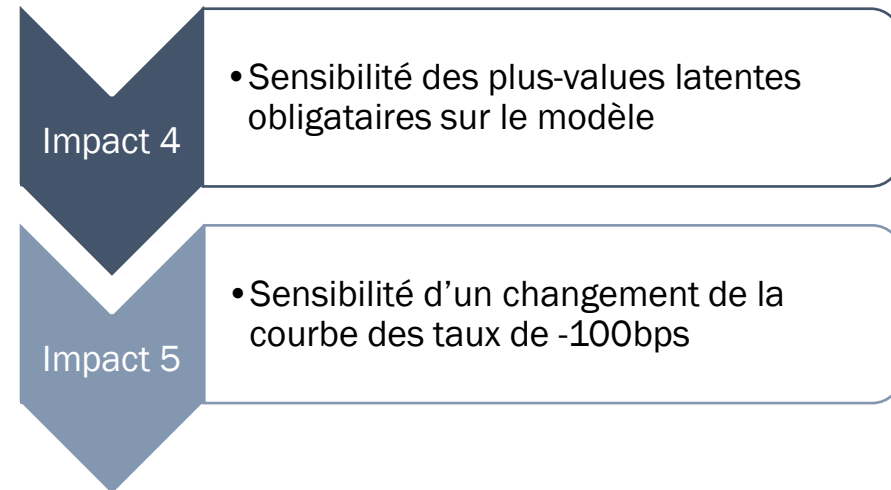 Impact 4
•Sensibilité des plus-values latentes
obligataires sur le modèle
Impact 5
•Sensibilité d’un changement de la
courbe des taux de -100bps